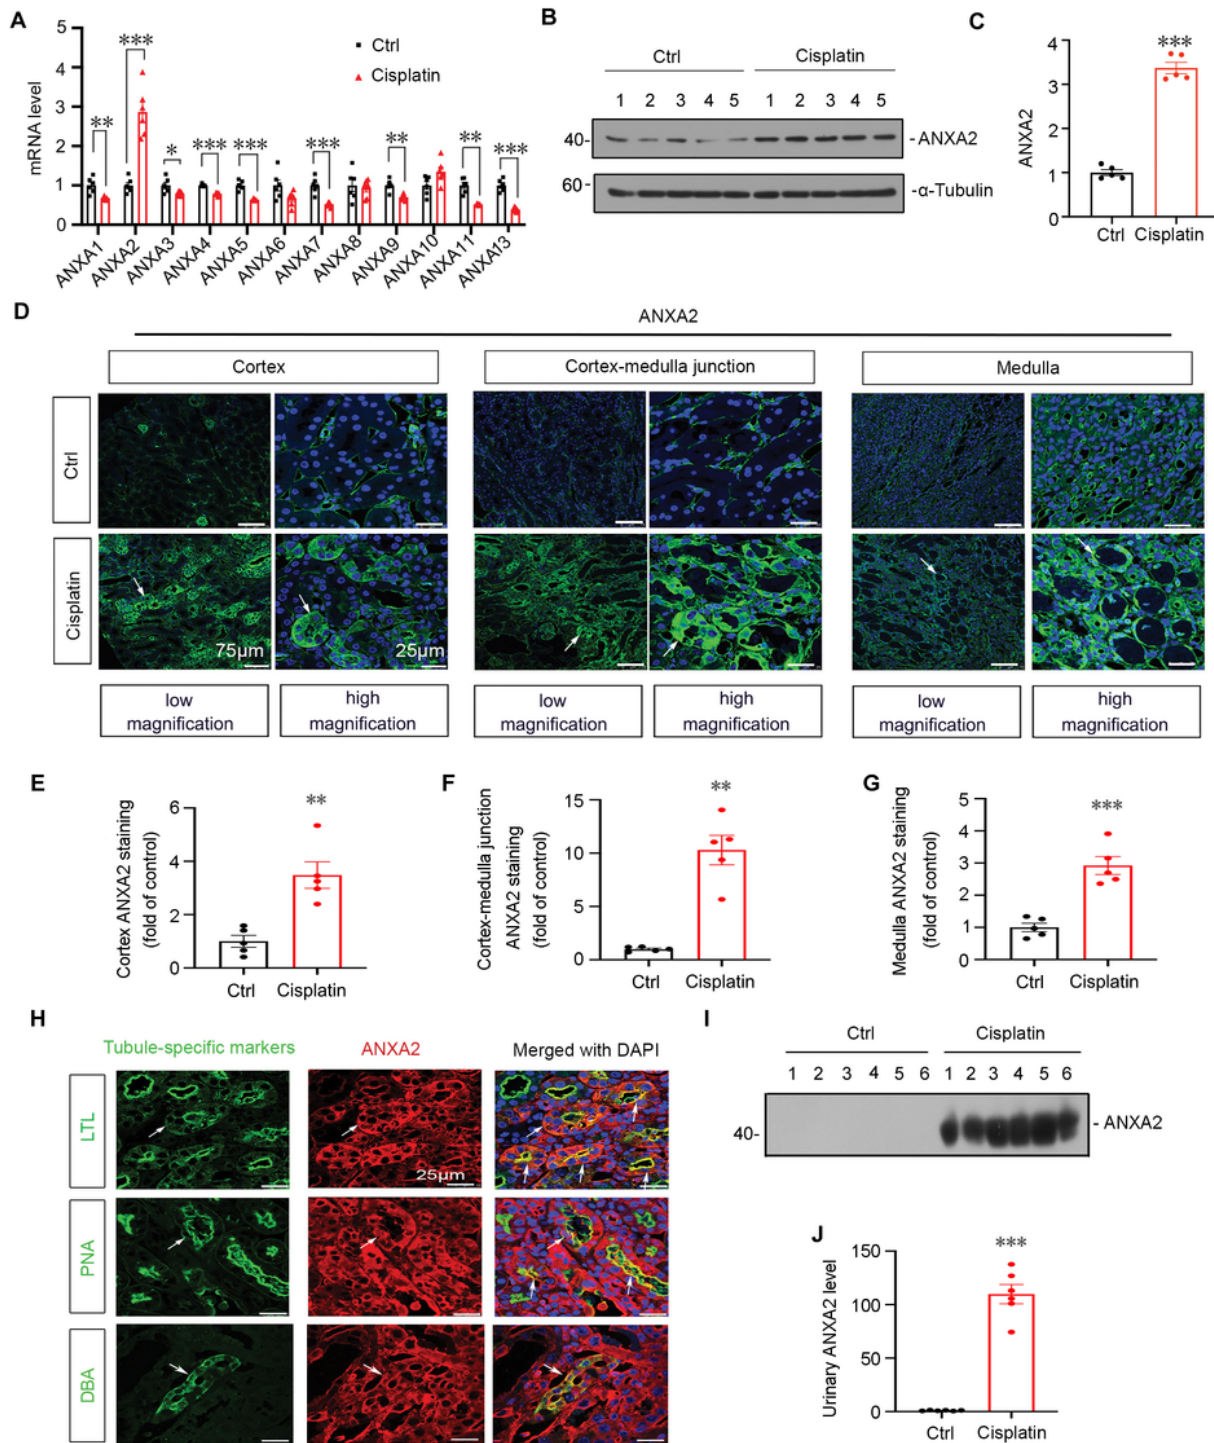 A
mRNA level
5
4
3
2
1
0
Ctrl
Cisplatin
**
***
*
***
***
***
**
**
***
ANXA1
ANXA2
ANXA3
ANXA4
ANXA5
ANXA6
ANXA7
ANXA8
ANXA9
ANXA10
ANXA11
ANXA13
B
Ctrl Cisplatin
1 2 3 4 5 1 2 3 4 5
40- -ANXA2
60- -α-Tubulin
C
ANXA2
4
3
2
1
0
***
Ctrl Cisplatin
D
ANXA2
Cortex Cortex-medulla junction Medulla
Ctrl
Cisplatin
75μm 25μm
low
magnification
high
magnification
low
magnification
high
magnification
low
magnification
high
magnification
E
Cortex ANXA2 staining
(fold of control)
6
4
2
0
**
Ctrl Cisplatin
F
Cortex-medulla junction
ANXA2 staining
(fold of control)
15
10
5
0
**
Ctrl Cisplatin
G
Medulla ANXA2 staining
(fold of control)
5
4
3
2
1
0
***
Ctrl Cisplatin
H
Tubule-specific markers ANXA2 Merged with DAPI
LTL
25μm
PNA
DBA
I
Ctrl Cisplatin
1 2 3 4 5 6 1 2 3 4 5 6
40- - ANXA2
J
Urinary ANXA2 level
150
100
50
0
***
Ctrl Cisplatin